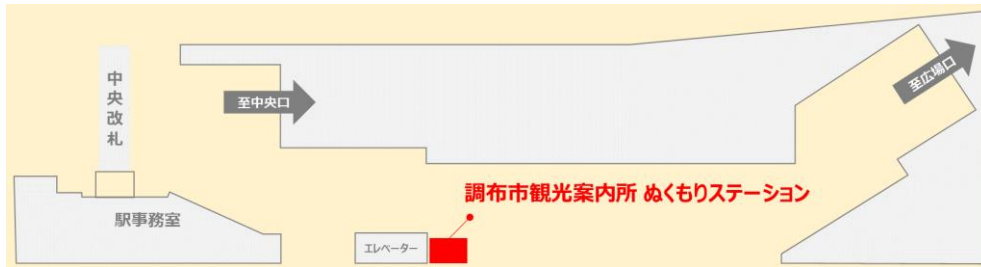 中央改札
至中央口
至広場口
駅事務室
調布市観光案内所 ぬくもりステーション
エレベーター